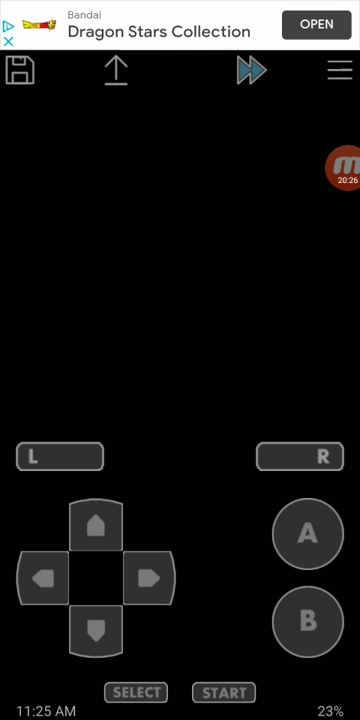 Bandai
Dragon Stars Collection
OPEN
20:26
L
R
A
B
SELECT
START
11:25 AM
23%